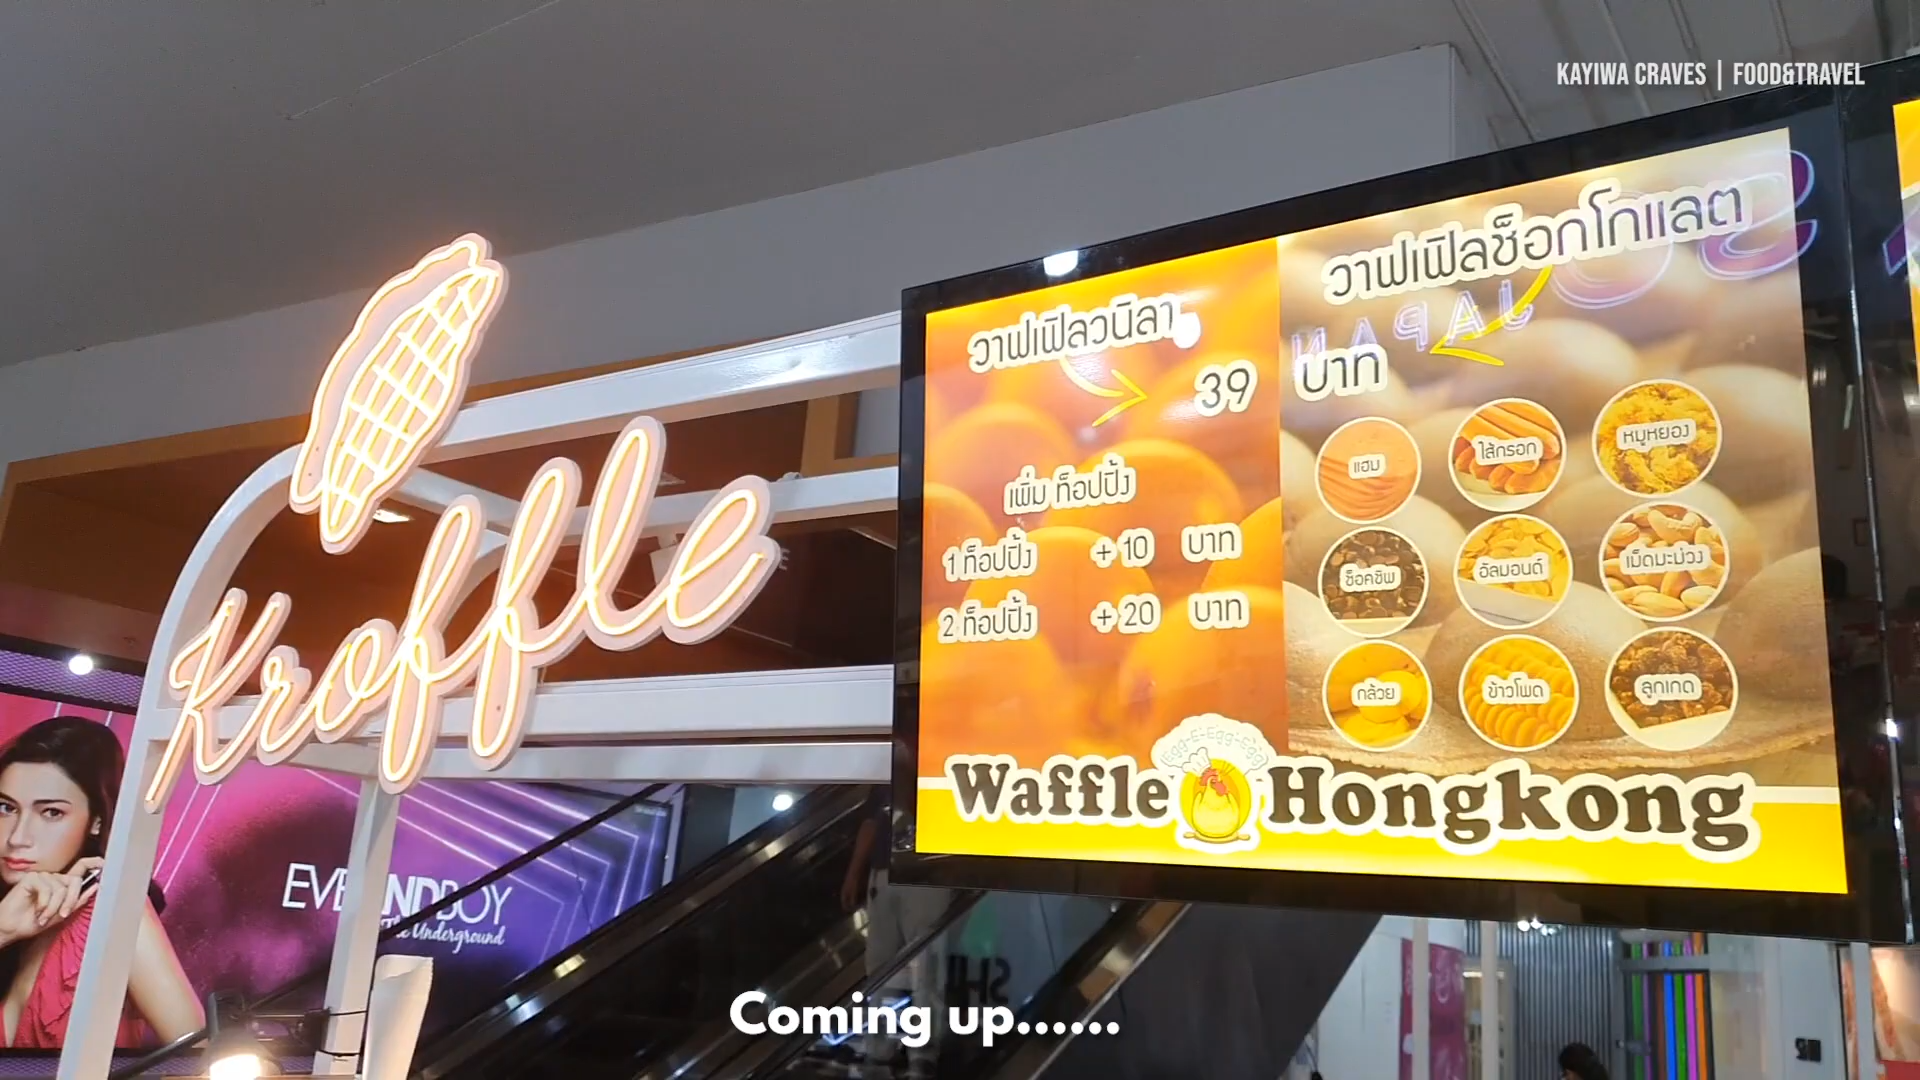 KAYIWA CRAVES | FOOD&TRAVEL
Kroffle
วาฟเฟิลวนิลา
วาฟเฟิลช็อกโกแลต
39 บาท
เพิ่ม ท็อปปิ้ง
1 ท็อปปิ้ง +10 บาท
2 ท็อปปิ้ง +20 บาท
แฮม
ไส้กรอก
หมูหยอง
ช็อคชิพ
อัลมอนด์
เม็ดมะม่วง
กล้วย
ข้าวโพด
ลูกเกด
Egg-E-Egg-Egg
Waffle Hongkong
JAPAN
EVEANDBOY
The Underground
Coming up......